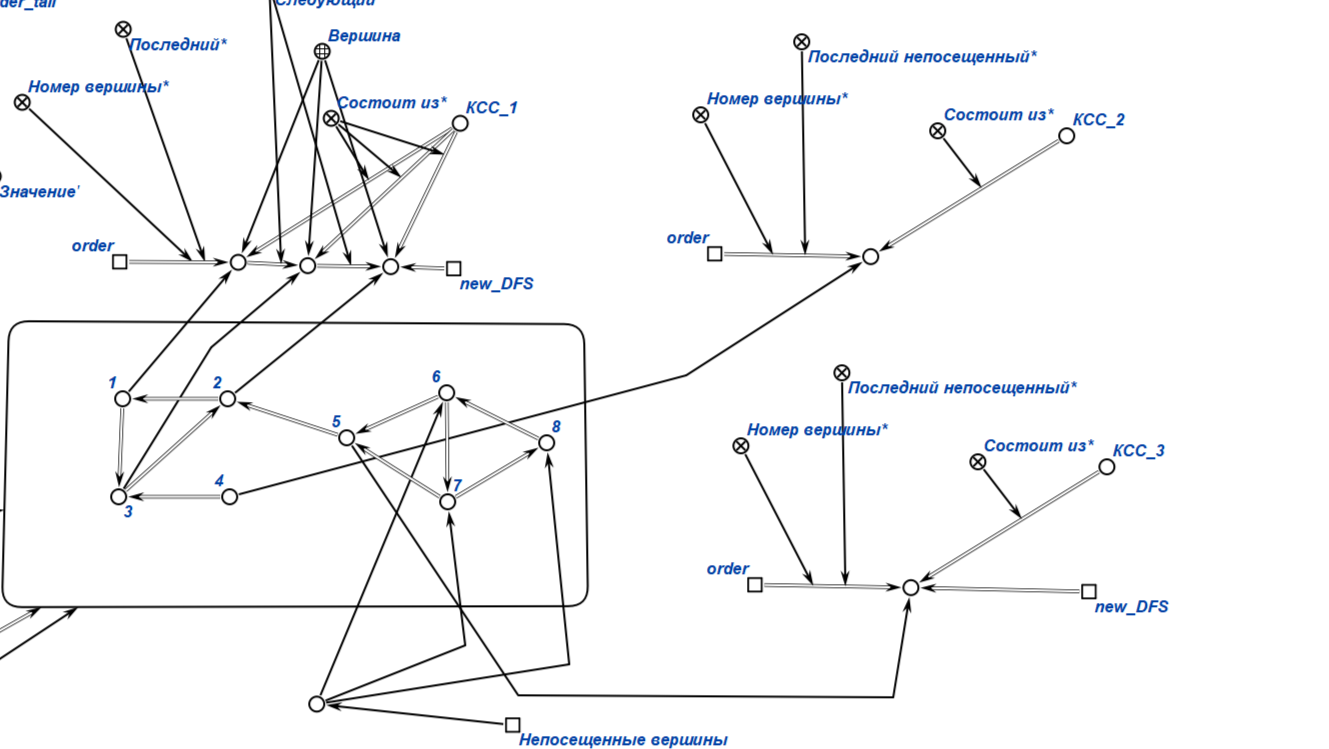 der_tail
Следующий
Последний*
Вершина
Последний непосещенный*
Номер вершины*
Состоит из*
КСС_1
Номер вершины*
Состоит из*
КСС_2
Значение'
order
new_DFS
order
1
2
6
5
8
3
4
7
Последний непосещенный*
Номер вершины*
Состоит из*
КСС_3
order
new_DFS
Непосещенные вершины